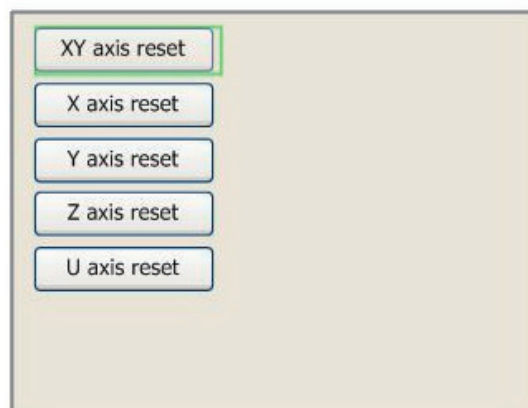 XY axis reset
X axis reset
Y axis reset
Z axis reset
U axis reset